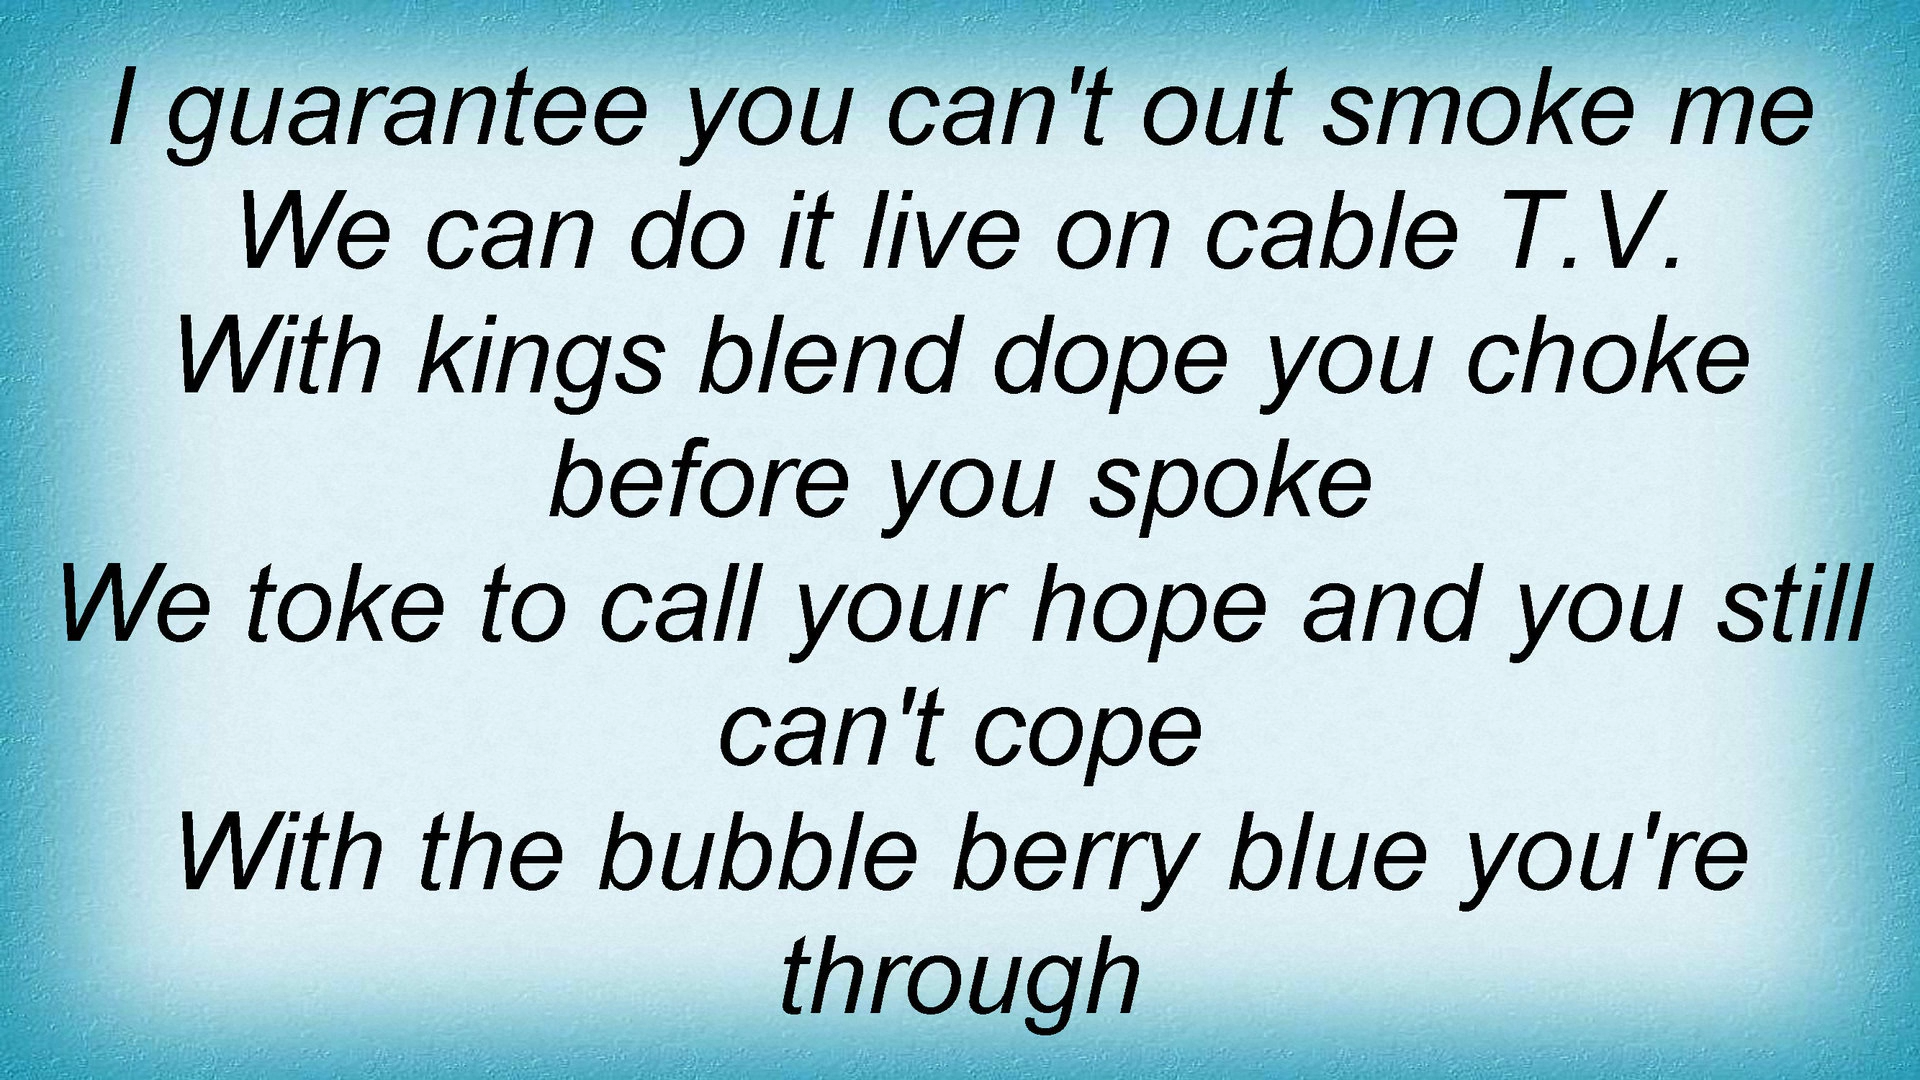 I guarantee you can't out smoke me
We can do it live on cable T.V.
With kings blend dope you choke
before you spoke
We toke to call your hope and you still
can't cope
With the bubble berry blue you're
through